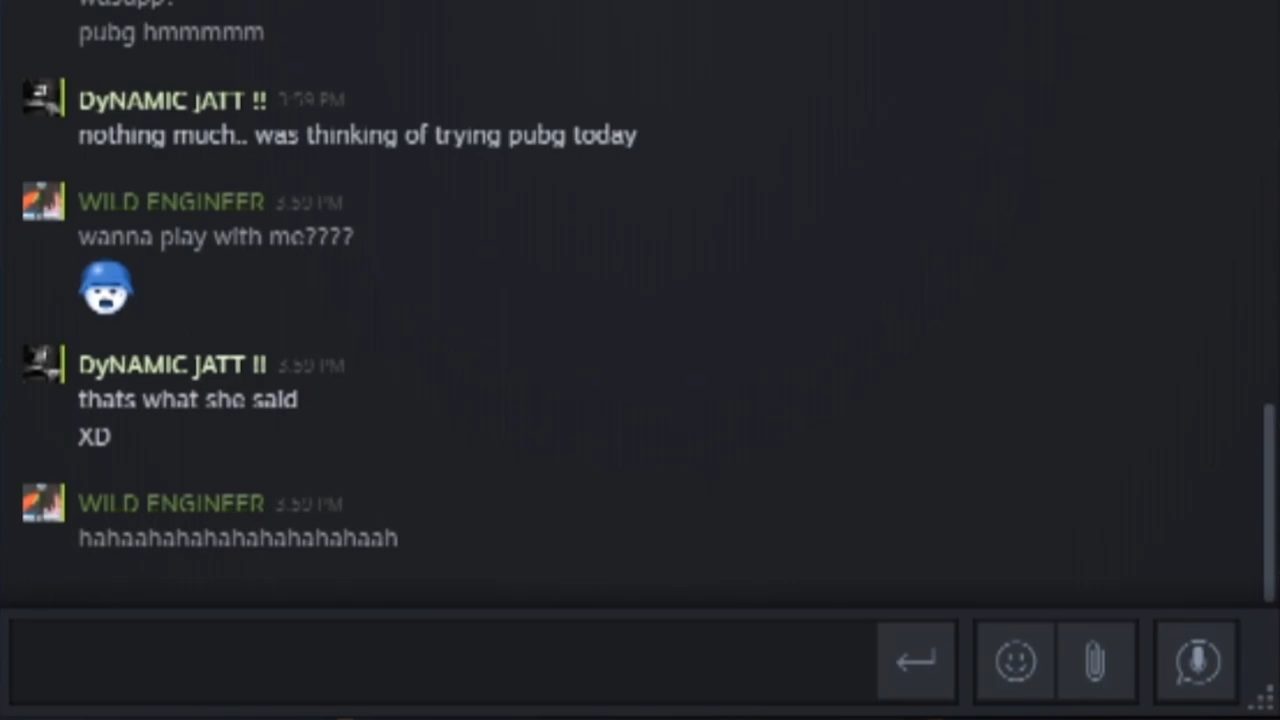 wasupp?
pubg hmmmmm
DyNAMIC JATT !! 3:59 PM
nothing much.. was thinking of trying pubg today
WILD ENGINEER 3:59 PM
wanna play with me????
DyNAMIC JATT !! 3:59 PM
thats what she said
XD
WILD ENGINEER 3:59 PM
hahaahahahahahahahahaah